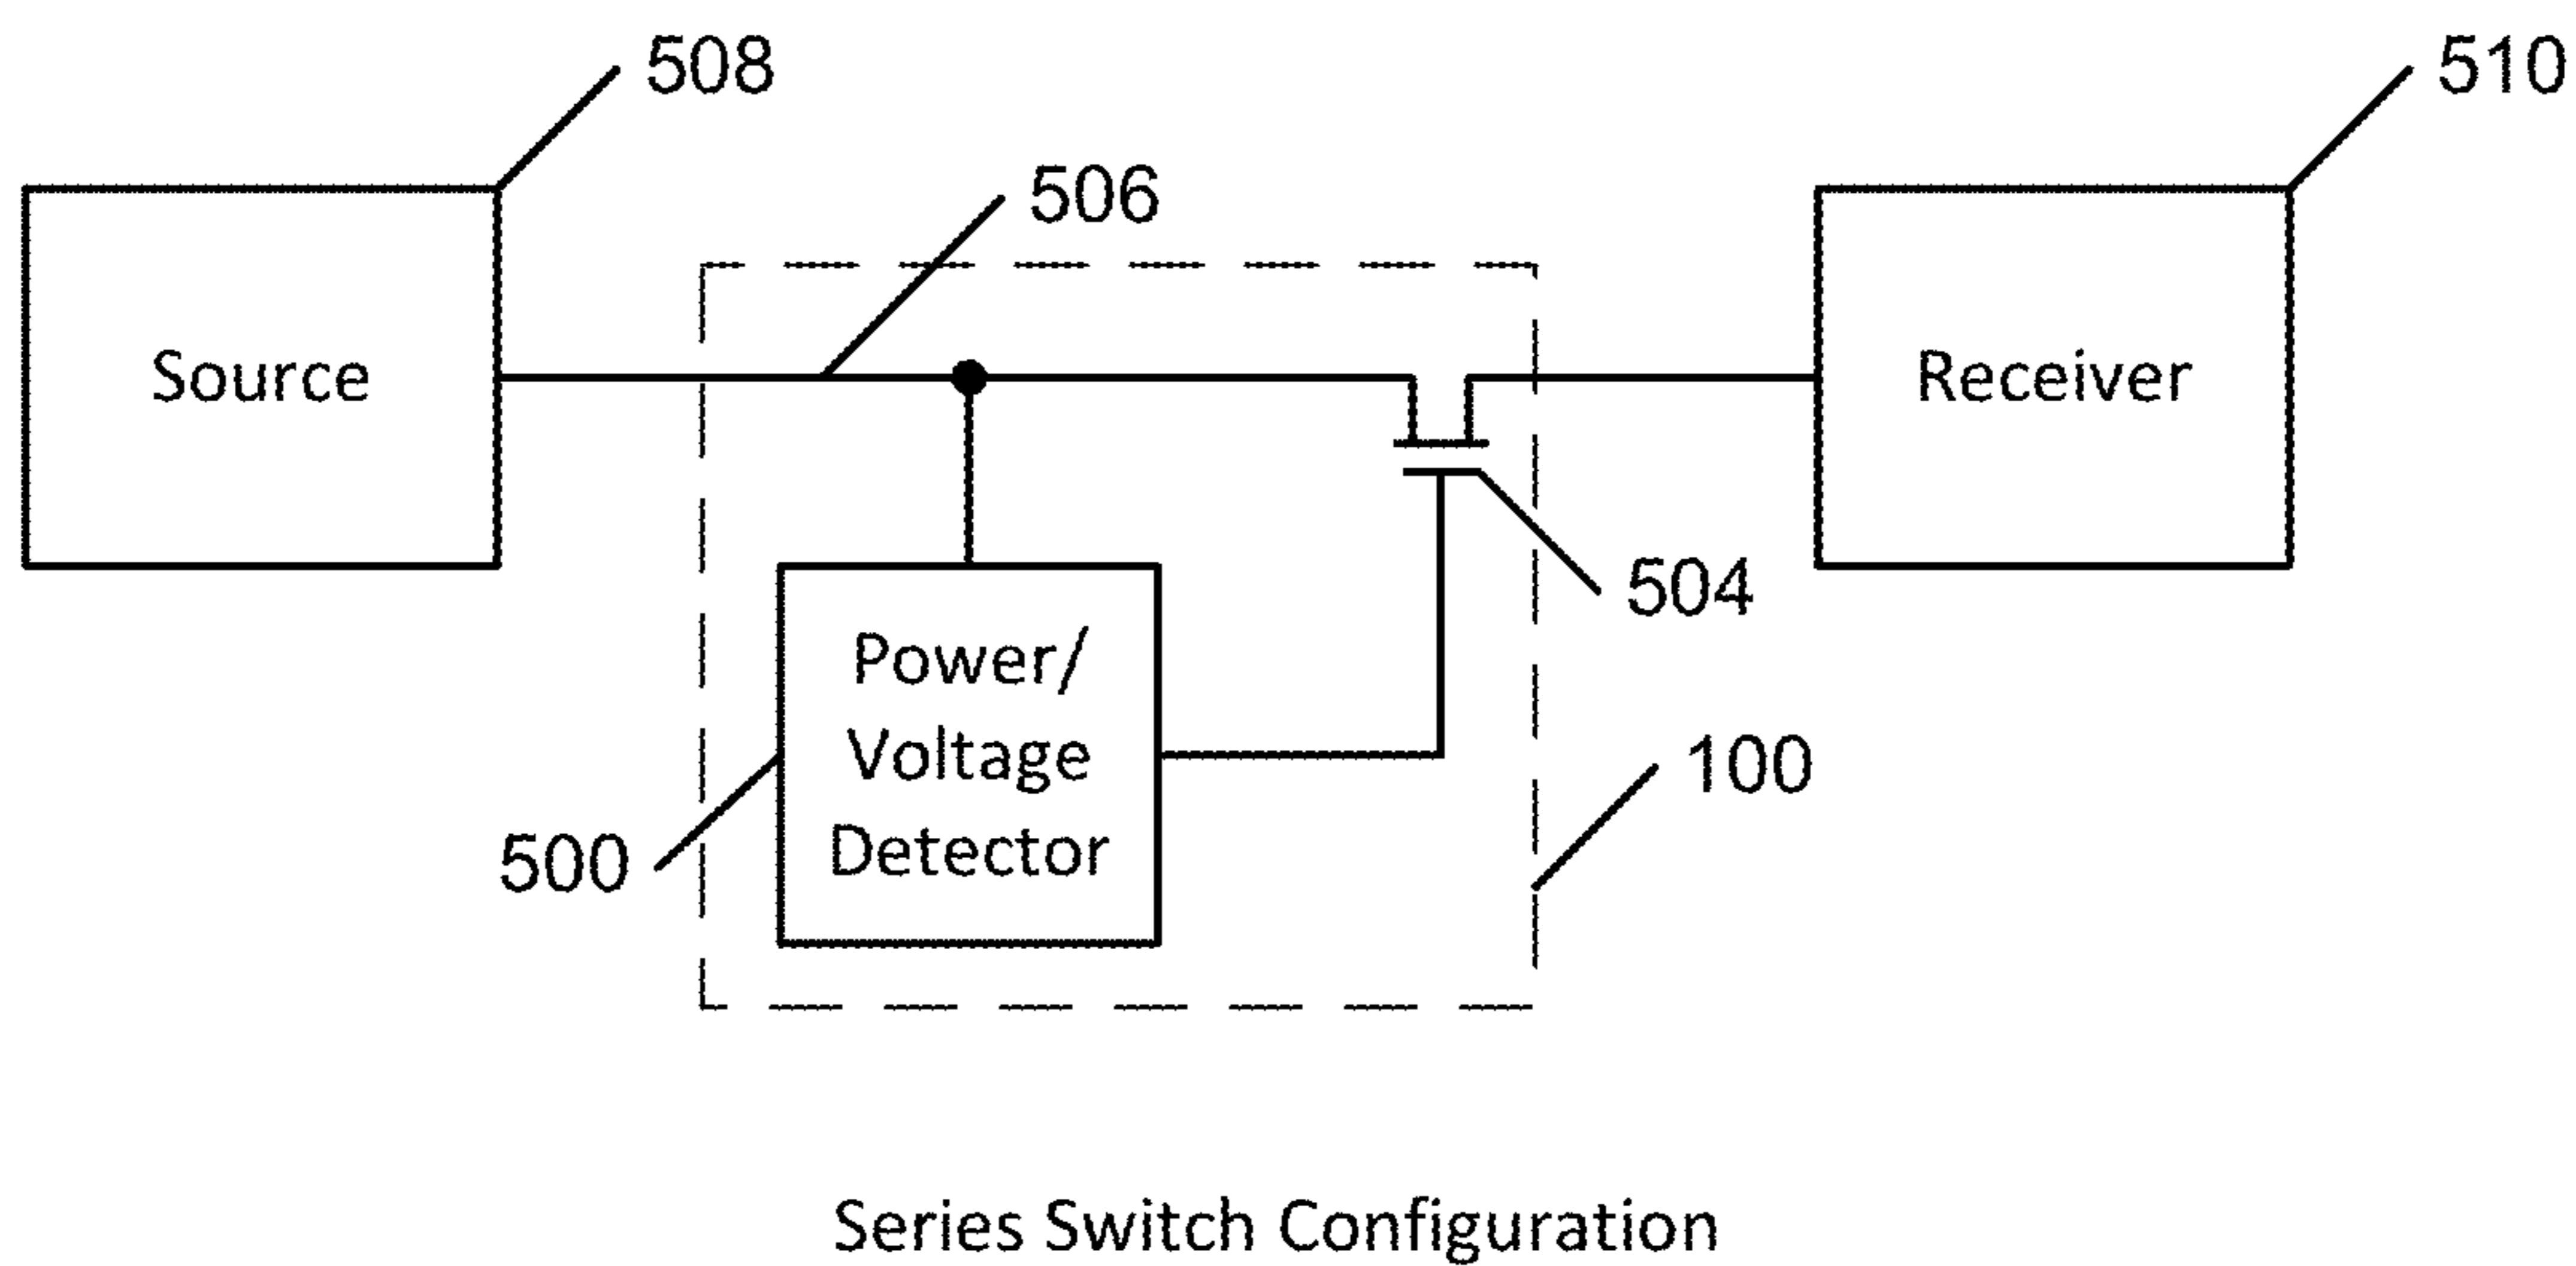 508
510
506
Source
Receiver
504
Power/
Voltage
Detector
100
500
Series Switch Configuration